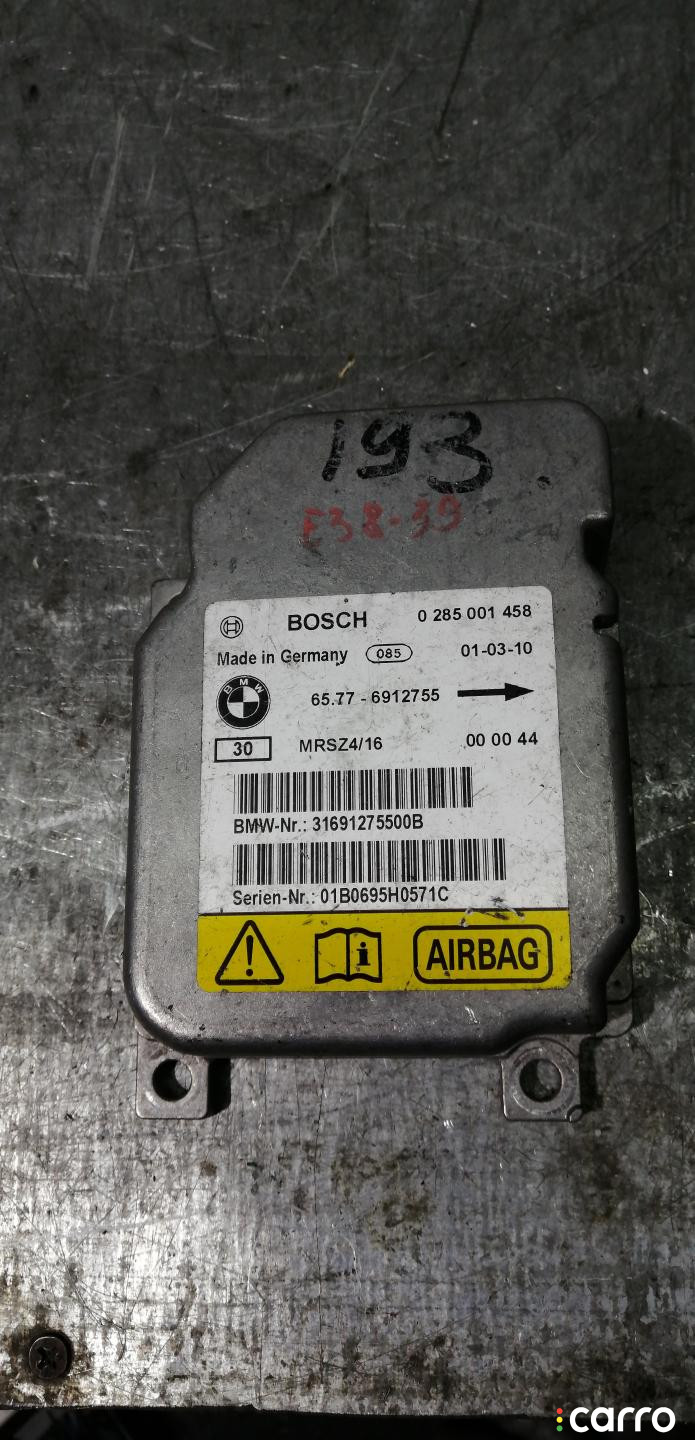 193
E38-39
BOSCH 0 285 001 458
Made in Germany 085 01-03-10
BMW 65.77 - 6912755
30 MRSZ4/16 00 00 44
BMW-Nr.: 31691275500B
Serien-Nr.: 01B0695H0571C
i AIRBAG
carro